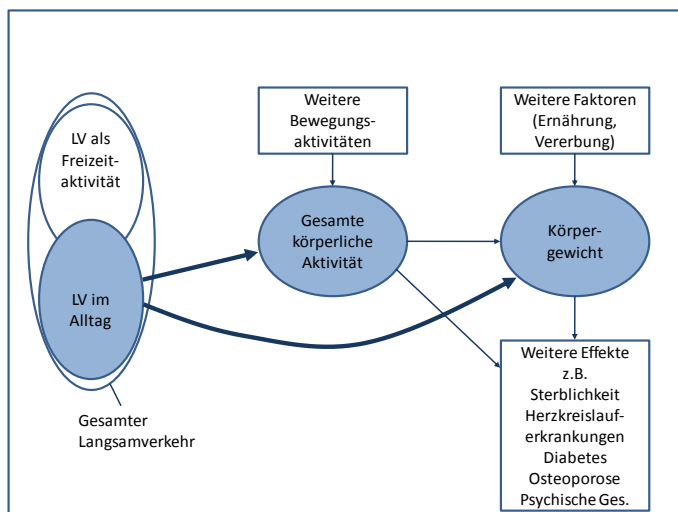 Weitere
Bewegungs-
aktivitäten
Weitere Faktoren
(Ernährung,
Vererbung)
LV als
Freizeit-
aktivität
Gesamte
körperliche
Aktivität
Körper-
gewicht
LV im
Alltag
Gesamter
Langsamverkehr
Weitere Effekte
z.B.
Sterblichkeit
Herzkreislauf-
erkrankungen
Diabetes
Osteoporose
Psychische Ges.